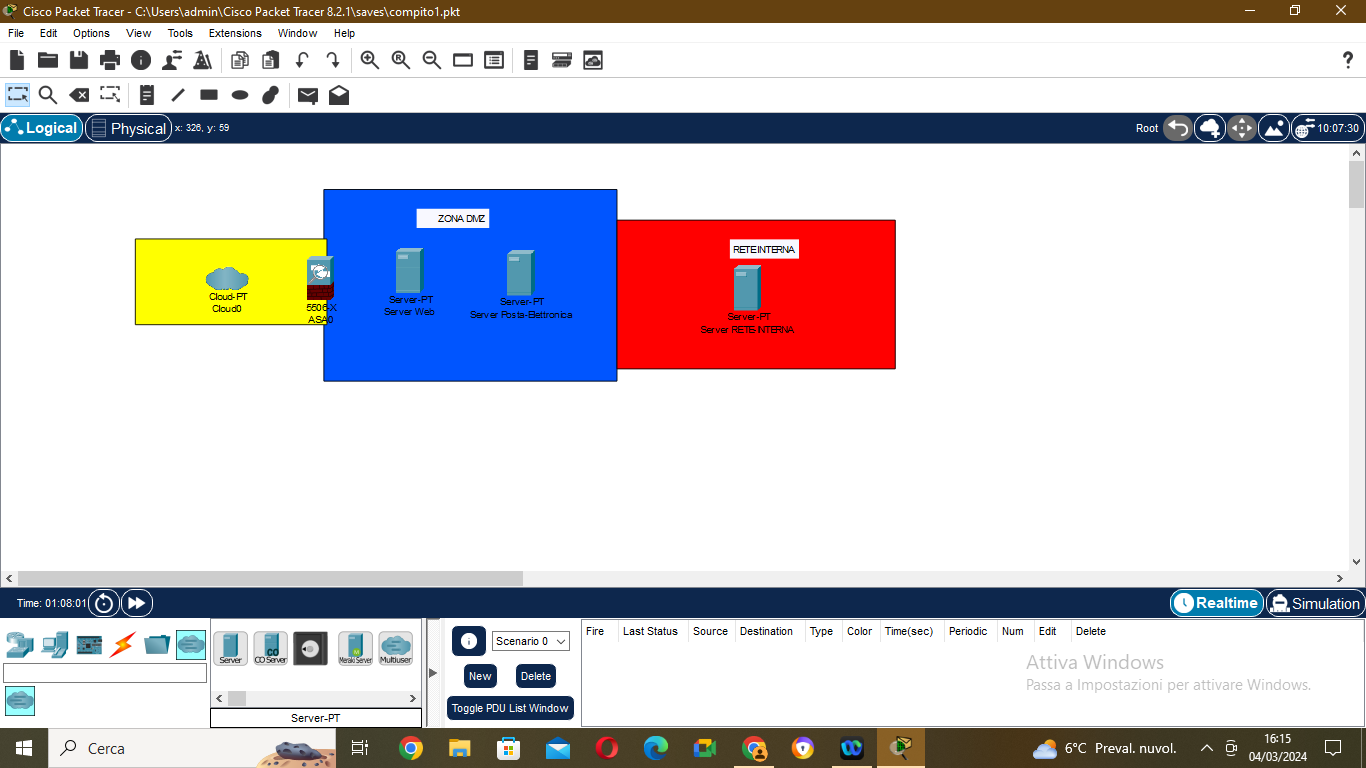 Cisco Packet Tracer - C:\Users\admin\Cisco Packet Tracer 8.2.1\saves\compito1.pkt
File Edit Options View Tools Extensions Window Help
?
Logical Physical x: 326, y: 59 Root 10:07:30
ZONA DMZ
RETE INTERNA
Cloud-PT
Cloud0
5506-X
ASA0
Server-PT
Server Web
Server-PT
Server Posta-Elettronica
Server-PT
Server RETE INTERNA
Time: 01:08:01 Realtime Simulation
Server
CO Server
Meraki Server
Multiuser
Server-PT
Scenario 0
New Delete
Toggle PDU List Window
Fire Last Status Source Destination Type Color Time(sec) Periodic Num Edit Delete
Attiva Windows
Passa a Impostazioni per attivare Windows.
Cerca
6°C Preval. nuvol.
16:15
04/03/2024